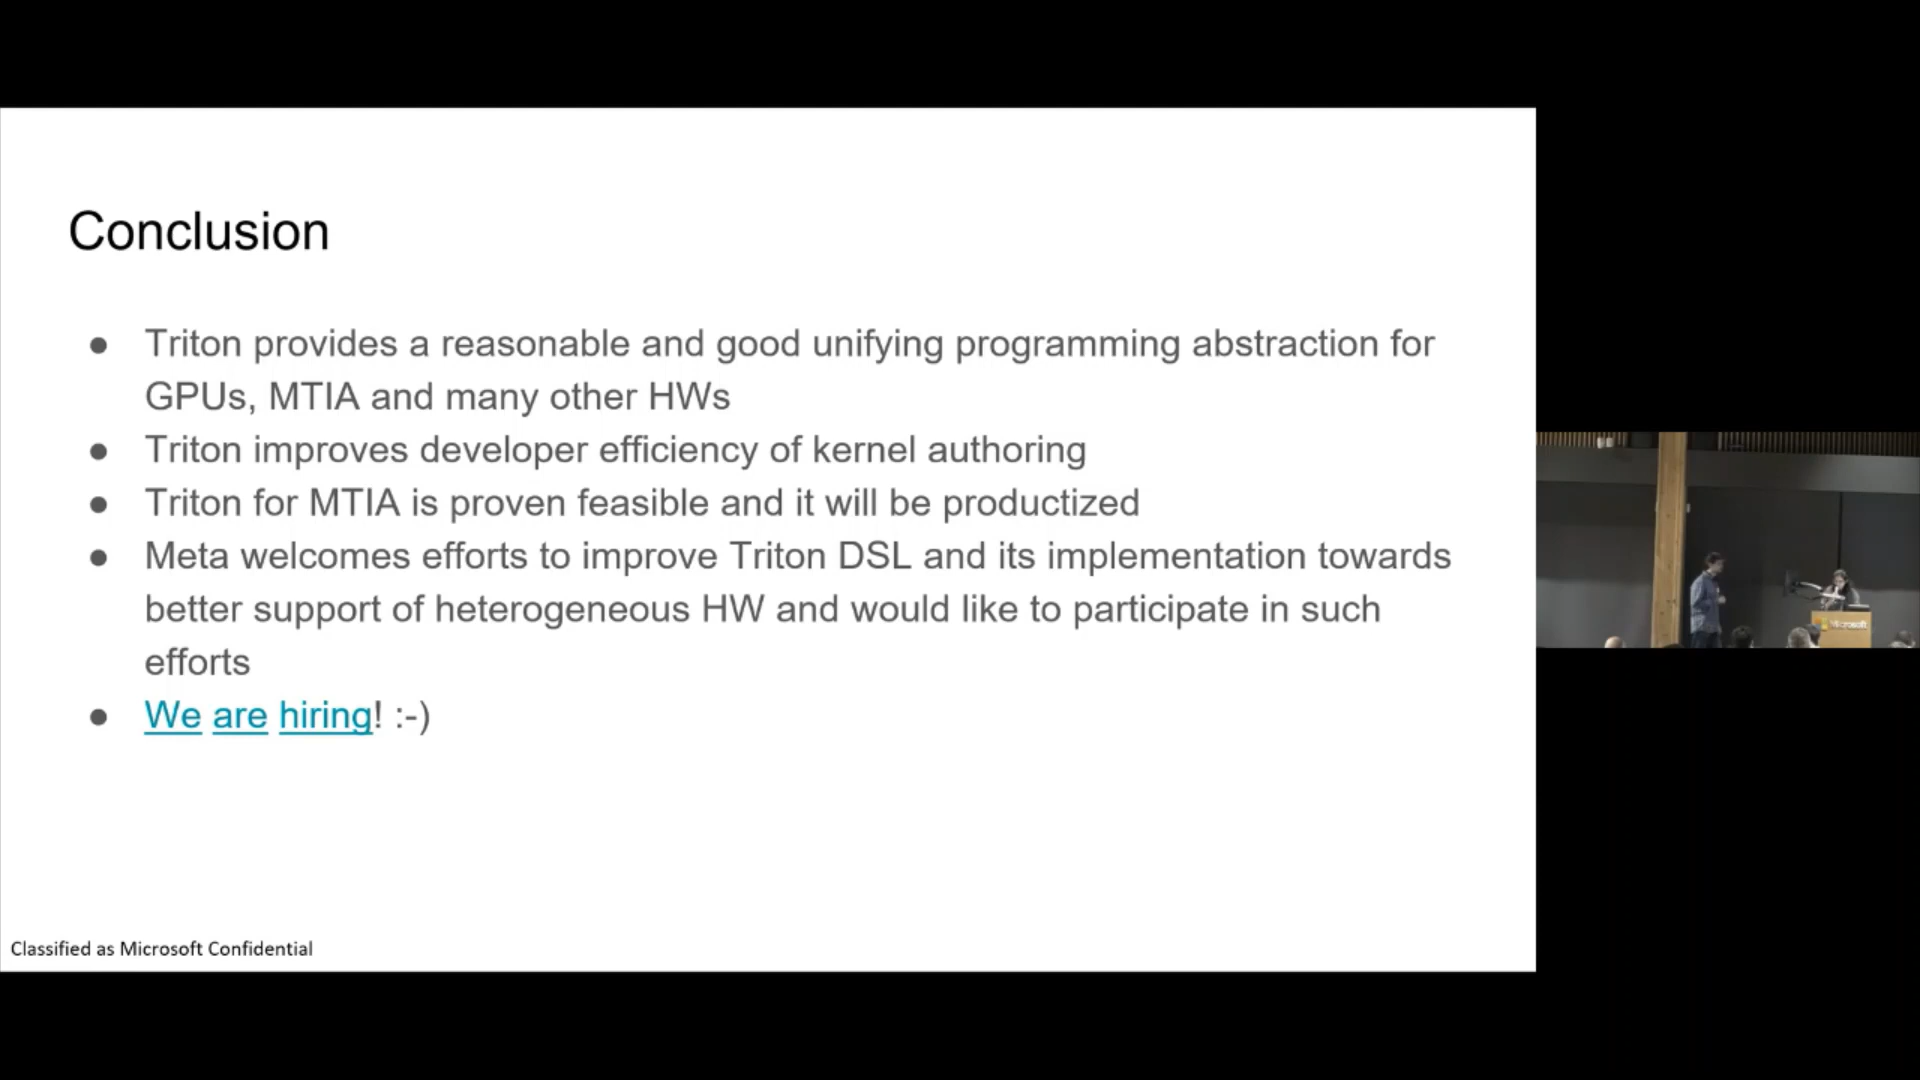 Conclusion
● Triton provides a reasonable and good unifying programming abstraction for
GPUs, MTIA and many other HWs
● Triton improves developer efficiency of kernel authoring
● Triton for MTIA is proven feasible and it will be productized
● Meta welcomes efforts to improve Triton DSL and its implementation towards
better support of heterogeneous HW and would like to participate in such
efforts
● We are hiring! :-)
Classified as Microsoft Confidential
Microsoft